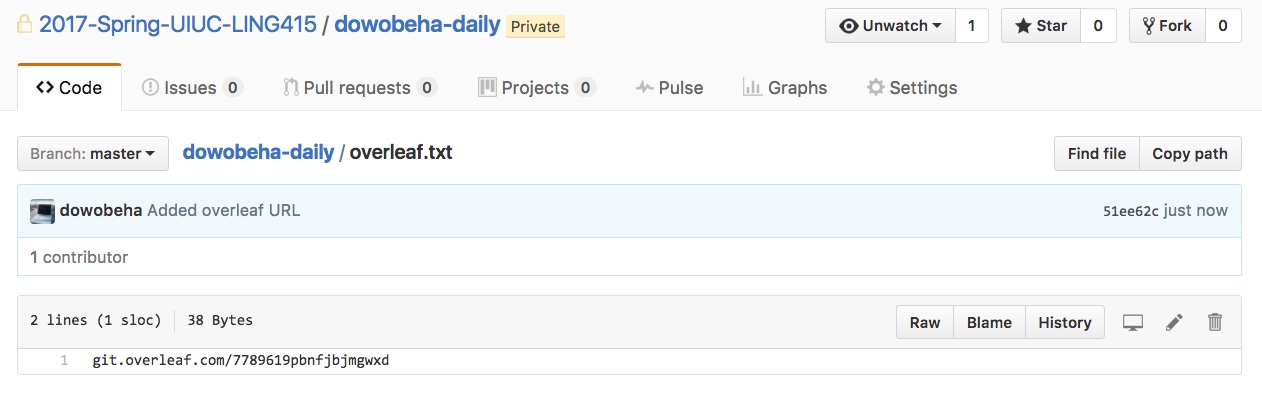 2017-Spring-UIUC-LING415 / dowobeha-daily Private Unwatch 1 Star 0 Fork 0
Code Issues 0 Pull requests 0 Projects 0 Pulse Graphs Settings
Branch: master dowobeha-daily / overleaf.txt Find file Copy path
dowobeha Added overleaf URL 51ee62c just now
1 contributor
2 lines (1 sloc) 38 Bytes Raw Blame History
1 git.overleaf.com/7789619pbnfjbjmgwxd